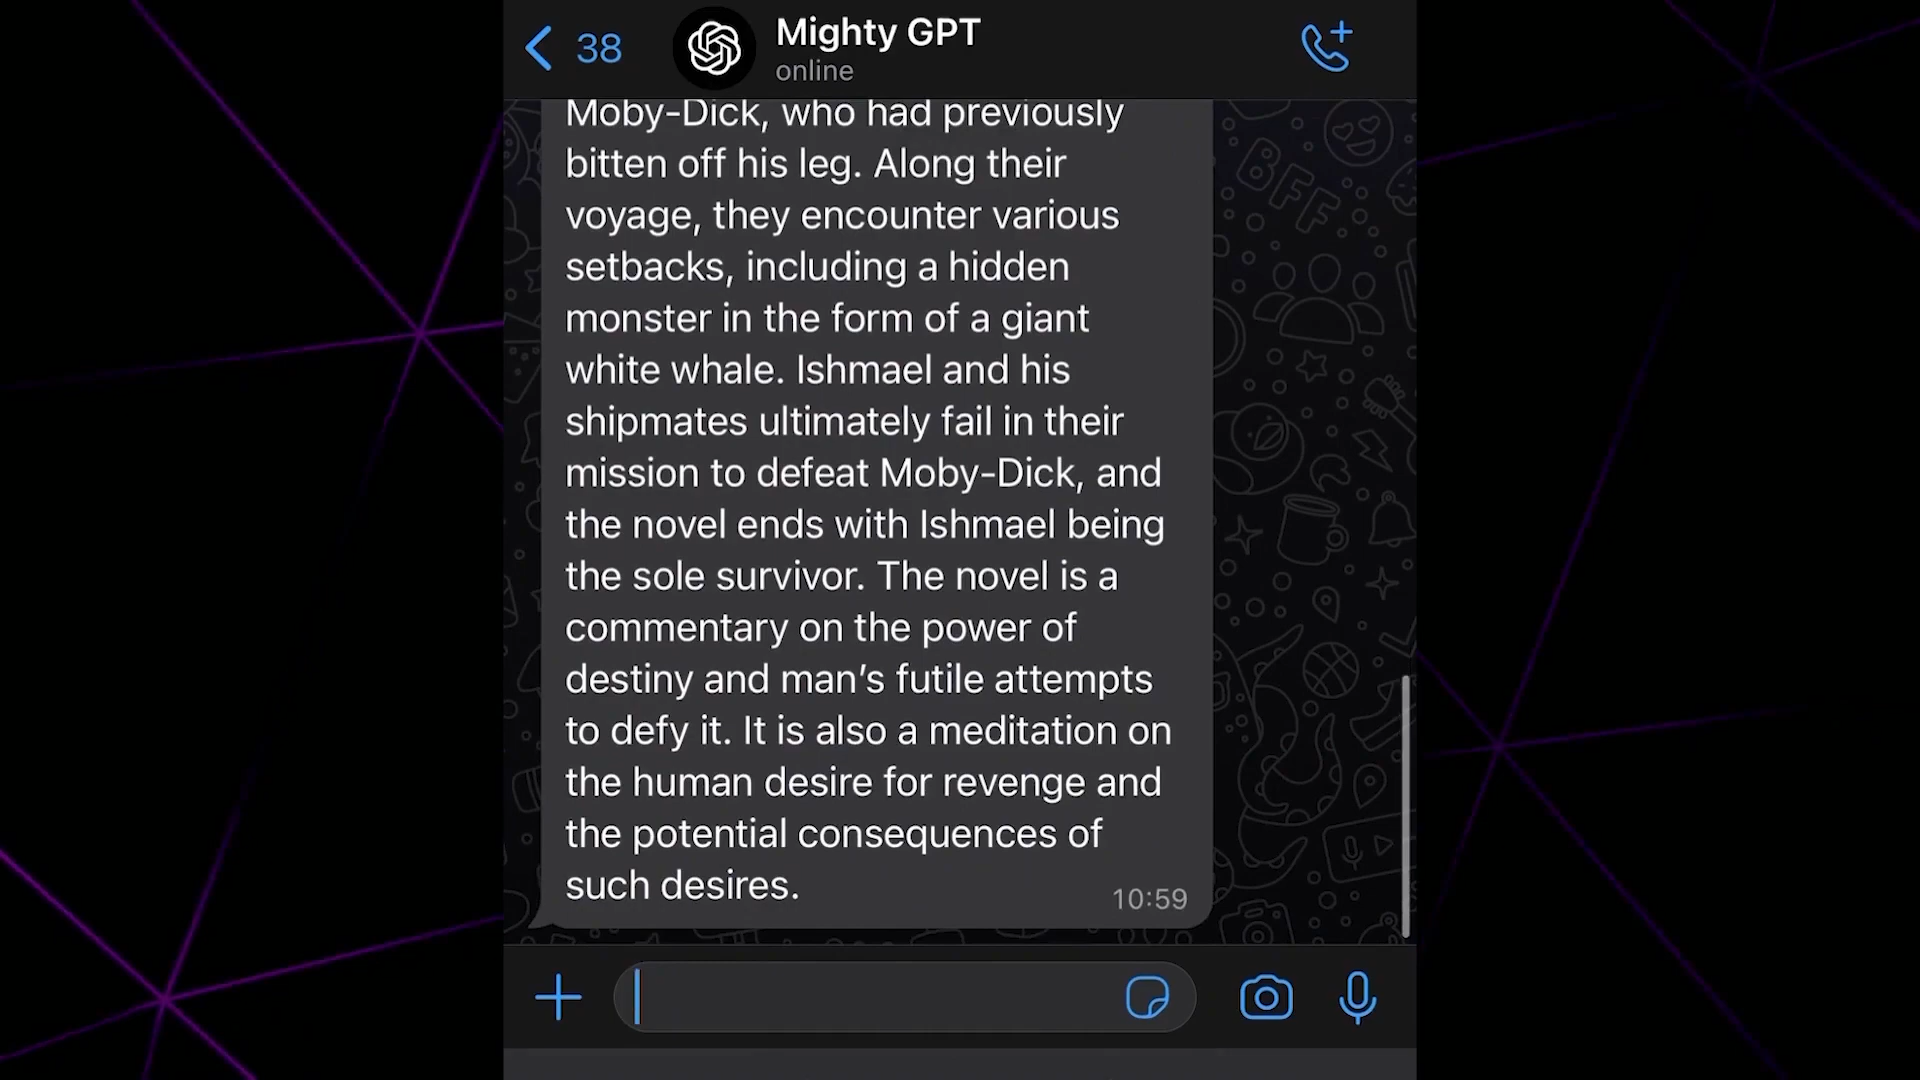 38
Mighty GPT
online
Moby-Dick, who had previously
bitten off his leg. Along their
voyage, they encounter various
setbacks, including a hidden
monster in the form of a giant
white whale. Ishmael and his
shipmates ultimately fail in their
mission to defeat Moby-Dick, and
the novel ends with Ishmael being
the sole survivor. The novel is a
commentary on the power of
destiny and man’s futile attempts
to defy it. It is also a meditation on
the human desire for revenge and
the potential consequences of
such desires.
10:59
BFF